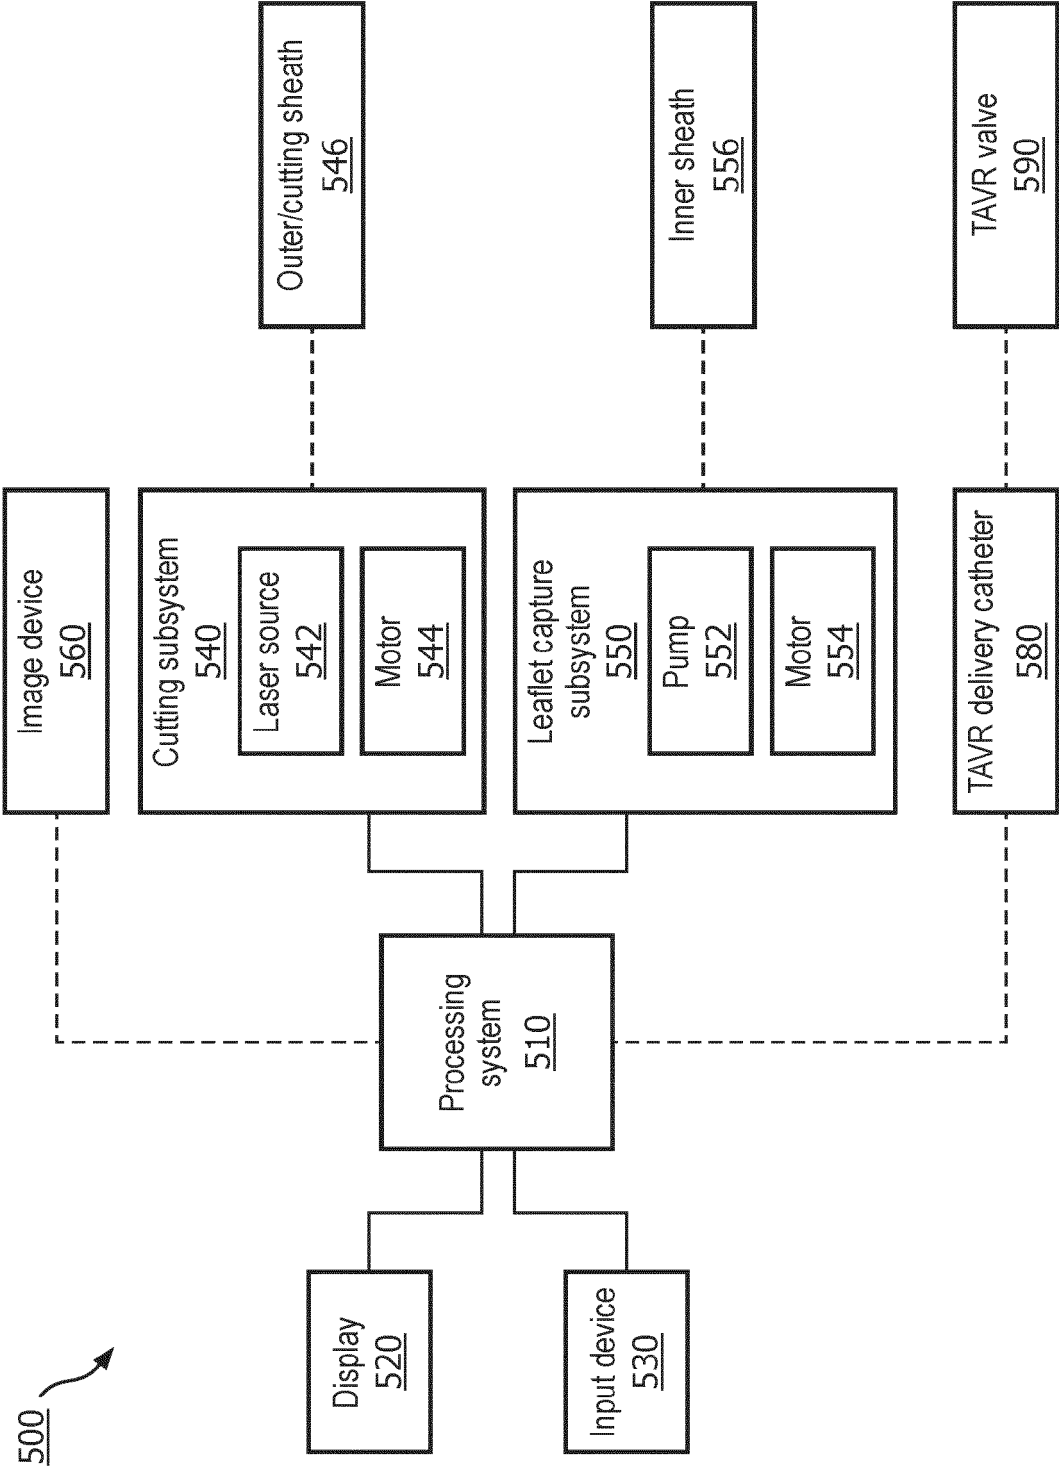 500
Display
520
Input device
530
Processing
system
510
Image device
560
Cutting subsystem
540
Laser source
542
Motor
544
Leaflet capture
subsystem
550
Pump
552
Motor
554
TAVR delivery catheter
580
Outer/cutting sheath
546
Inner sheath
556
TAVR valve
590